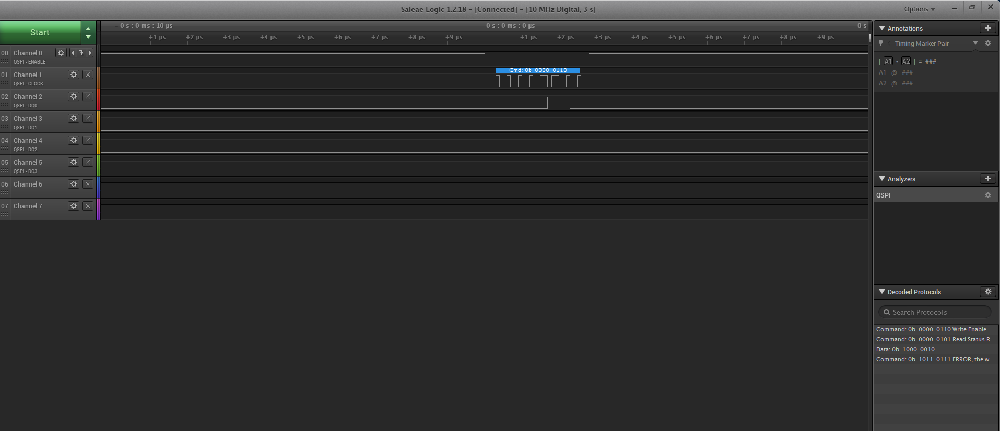 Saleae Logic 1.2.18 - [Connected] - [10 MHz Digital, 3 s]
Options
Start
- 0 s : 0 ms : 10 µs
0 s : 0 ms : 0 µs
0 s
+1 µs +2 µs +3 µs +4 µs +5 µs +6 µs +7 µs +8 µs +9 µs
+1 µs +2 µs +3 µs +4 µs +5 µs +6 µs +7 µs +8 µs +9 µs
00 Channel 0
QSPI - ENABLE
Cmd: 0b 0000 0110
01 Channel 1
QSPI - CLOCK
02 Channel 2
QSPI - DQ0
03 Channel 3
QSPI - DQ1
04 Channel 4
QSPI - DQ2
05 Channel 5
QSPI - DQ3
06 Channel 6
07 Channel 7
Annotations
Timing Marker Pair
| A1 - A2 | = ###
A1 @ ###
A2 @ ###
Analyzers
QSPI
Decoded Protocols
Search Protocols
Command: 0b 0000 0110 Write Enable
Command: 0b 0000 0101 Read Status R...
Data: 0b 1000 0010
Command: 0b 1011 0111 ERROR, the w...